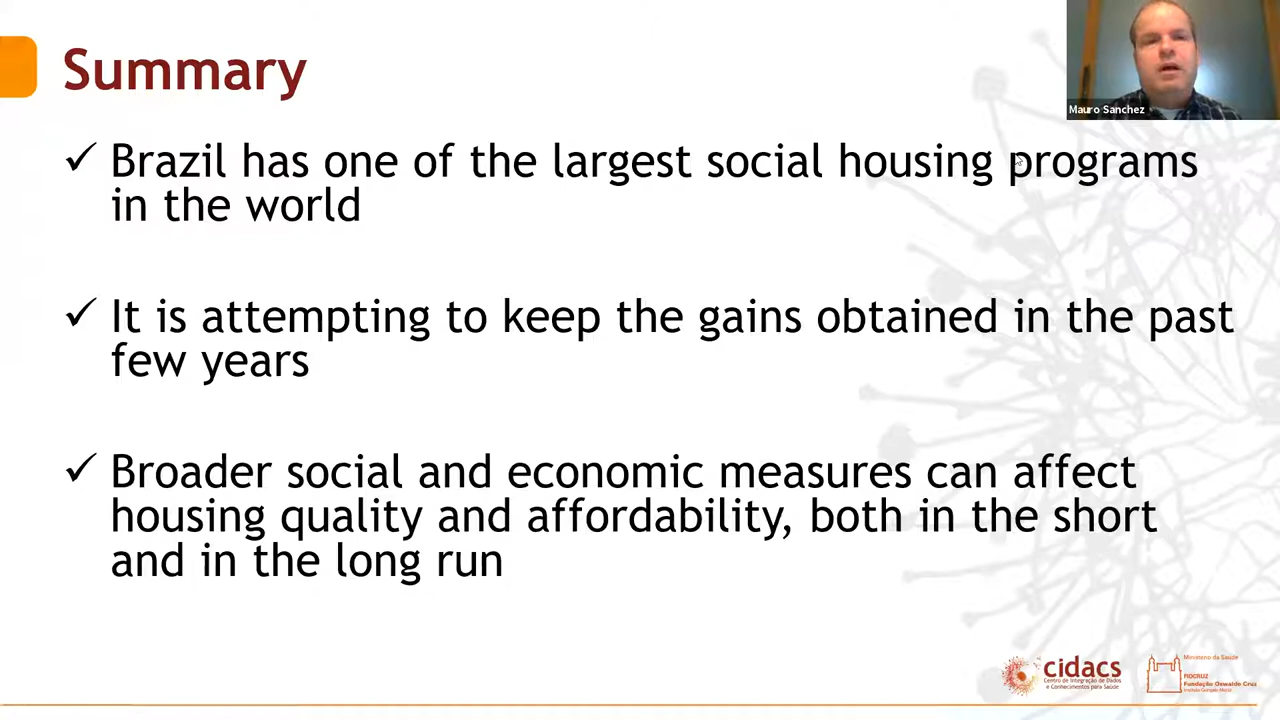 Summary
Mauro Sanchez
✓ Brazil has one of the largest social housing programs
in the world
✓ It is attempting to keep the gains obtained in the past
few years
✓ Broader social and economic measures can affect
housing quality and affordability, both in the short
and in the long run
cidacs
Centro de Integração de Dados
e Conhecimentos para Saúde
Ministério da Saúde
FIOCRUZ
Fundação Oswaldo Cruz
Instituto Gonçalo Moniz